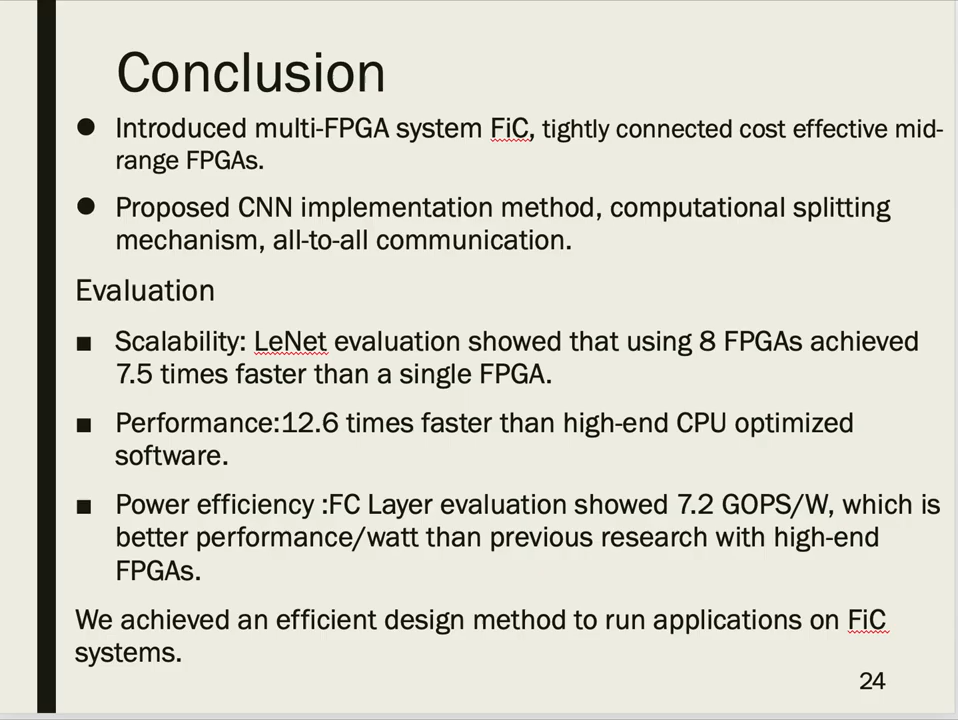 Conclusion
● Introduced multi-FPGA system FiC, tightly connected cost effective mid-
range FPGAs.
● Proposed CNN implementation method, computational splitting
mechanism, all-to-all communication.
Evaluation
■ Scalability: LeNet evaluation showed that using 8 FPGAs achieved
7.5 times faster than a single FPGA.
■ Performance:12.6 times faster than high-end CPU optimized
software.
■ Power efficiency :FC Layer evaluation showed 7.2 GOPS/W, which is
better performance/watt than previous research with high-end
FPGAs.
We achieved an efficient design method to run applications on FiC
systems.
24